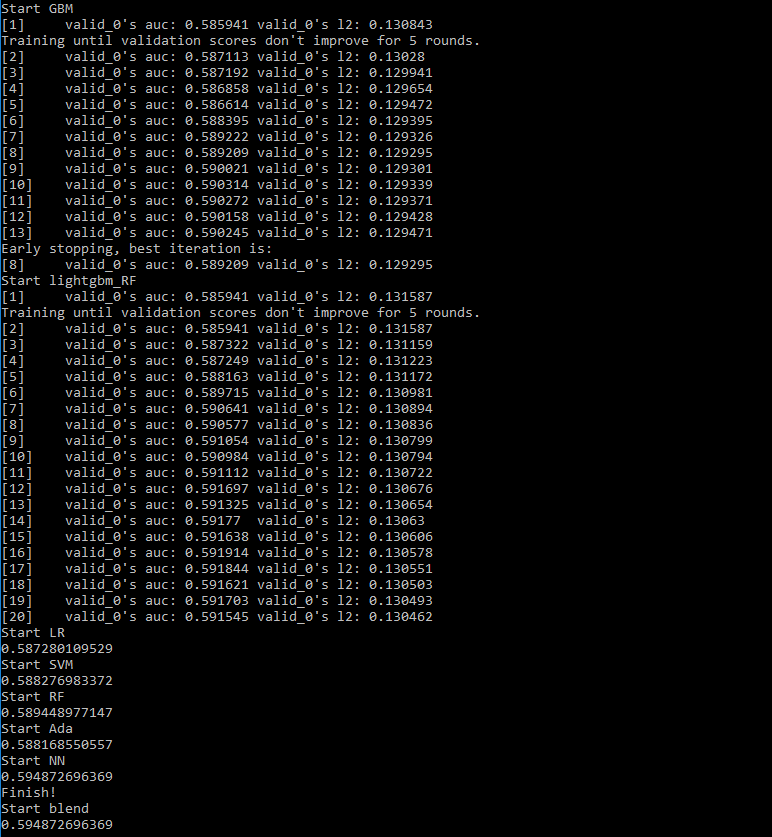 Start GBM
[1]     valid_0's auc: 0.585941 valid_0's l2: 0.130843
Training until validation scores don't improve for 5 rounds.
[2]     valid_0's auc: 0.587113 valid_0's l2: 0.13028
[3]     valid_0's auc: 0.587192 valid_0's l2: 0.129941
[4]     valid_0's auc: 0.586858 valid_0's l2: 0.129654
[5]     valid_0's auc: 0.586614 valid_0's l2: 0.129472
[6]     valid_0's auc: 0.588395 valid_0's l2: 0.129395
[7]     valid_0's auc: 0.589222 valid_0's l2: 0.129326
[8]     valid_0's auc: 0.589209 valid_0's l2: 0.129295
[9]     valid_0's auc: 0.590021 valid_0's l2: 0.129301
[10]    valid_0's auc: 0.590314 valid_0's l2: 0.129339
[11]    valid_0's auc: 0.590272 valid_0's l2: 0.129371
[12]    valid_0's auc: 0.590158 valid_0's l2: 0.129428
[13]    valid_0's auc: 0.590245 valid_0's l2: 0.129471
Early stopping, best iteration is:
[8]     valid_0's auc: 0.589209 valid_0's l2: 0.129295
Start lightgbm_RF
[1]     valid_0's auc: 0.585941 valid_0's l2: 0.131587
Training until validation scores don't improve for 5 rounds.
[2]     valid_0's auc: 0.585941 valid_0's l2: 0.131587
[3]     valid_0's auc: 0.587322 valid_0's l2: 0.131159
[4]     valid_0's auc: 0.587249 valid_0's l2: 0.131223
[5]     valid_0's auc: 0.588163 valid_0's l2: 0.131172
[6]     valid_0's auc: 0.589715 valid_0's l2: 0.130981
[7]     valid_0's auc: 0.590641 valid_0's l2: 0.130894
[8]     valid_0's auc: 0.590577 valid_0's l2: 0.130836
[9]     valid_0's auc: 0.591054 valid_0's l2: 0.130799
[10]    valid_0's auc: 0.590984 valid_0's l2: 0.130794
[11]    valid_0's auc: 0.591112 valid_0's l2: 0.130722
[12]    valid_0's auc: 0.591697 valid_0's l2: 0.130676
[13]    valid_0's auc: 0.591325 valid_0's l2: 0.130654
[14]    valid_0's auc: 0.59177  valid_0's l2: 0.13063
[15]    valid_0's auc: 0.591638 valid_0's l2: 0.130606
[16]    valid_0's auc: 0.591914 valid_0's l2: 0.130578
[17]    valid_0's auc: 0.591844 valid_0's l2: 0.130551
[18]    valid_0's auc: 0.591621 valid_0's l2: 0.130503
[19]    valid_0's auc: 0.591703 valid_0's l2: 0.130493
[20]    valid_0's auc: 0.591545 valid_0's l2: 0.130462
Start LR
0.587280109529
Start SVM
0.588276983372
Start RF
0.589448977147
Start Ada
0.588168550557
Start NN
0.594872696369
Finish!
Start blend
0.594872696369